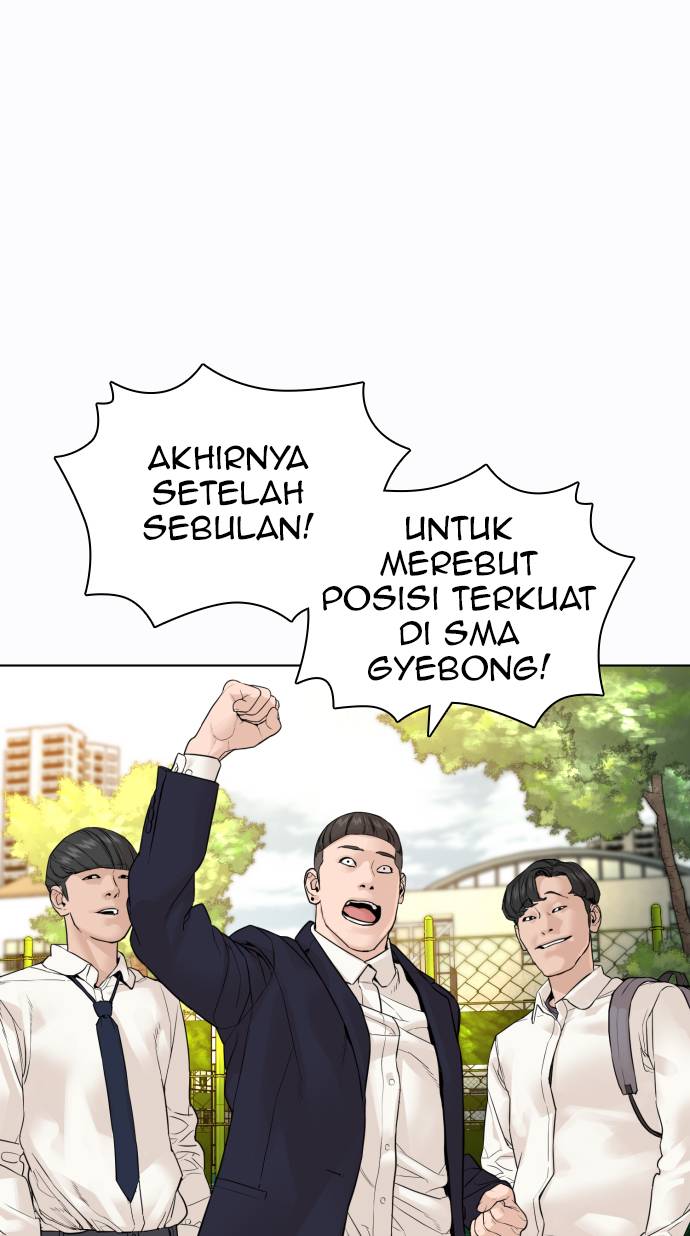 AKHIRNYA
SETELAH
SEBULAN!
UNTUK
MEREBUT
POSISI TERKUAT
DI SMA
GYEBONG!